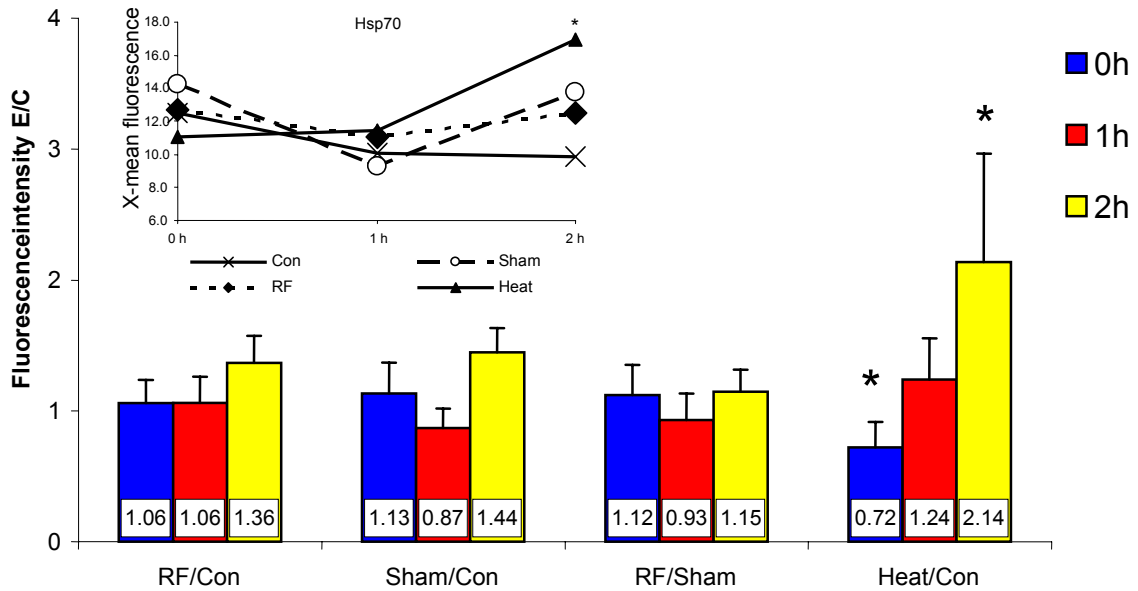 Hsp70
*
X-mean fluorescence
18.0
16.0
14.0
12.0
10.0
8.0
6.0
0 h 1 h 2 h
Con Sham
RF Heat
Fluorescenceintensity E/C
4
3
2
1
0
* *
1.06 1.06 1.36 1.13 0.87 1.44 1.12 0.93 1.15 0.72 1.24 2.14
RF/Con Sham/Con RF/Sham Heat/Con
0h
1h
2h